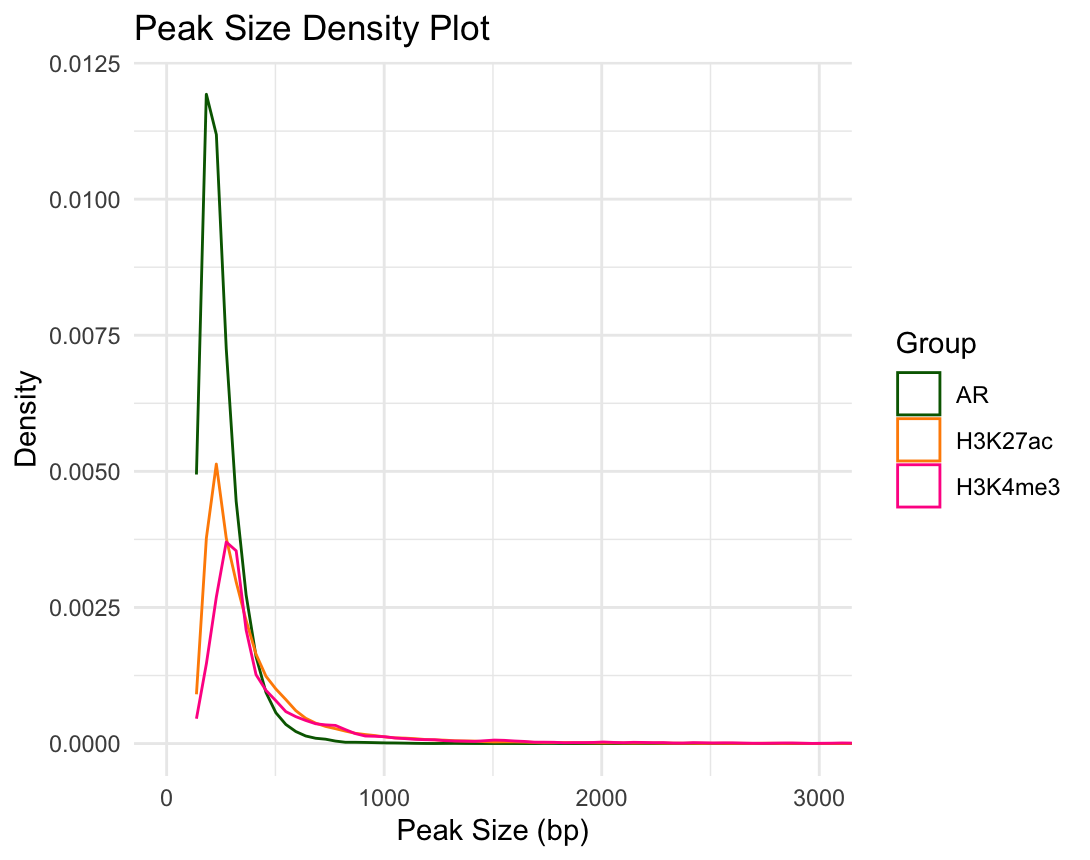 Peak Size Density Plot
0.0125
0.0100
0.0075
0.0050
0.0025
0.0000
Density
0
1000
2000
3000
Peak Size (bp)
Group
AR
H3K27ac
H3K4me3